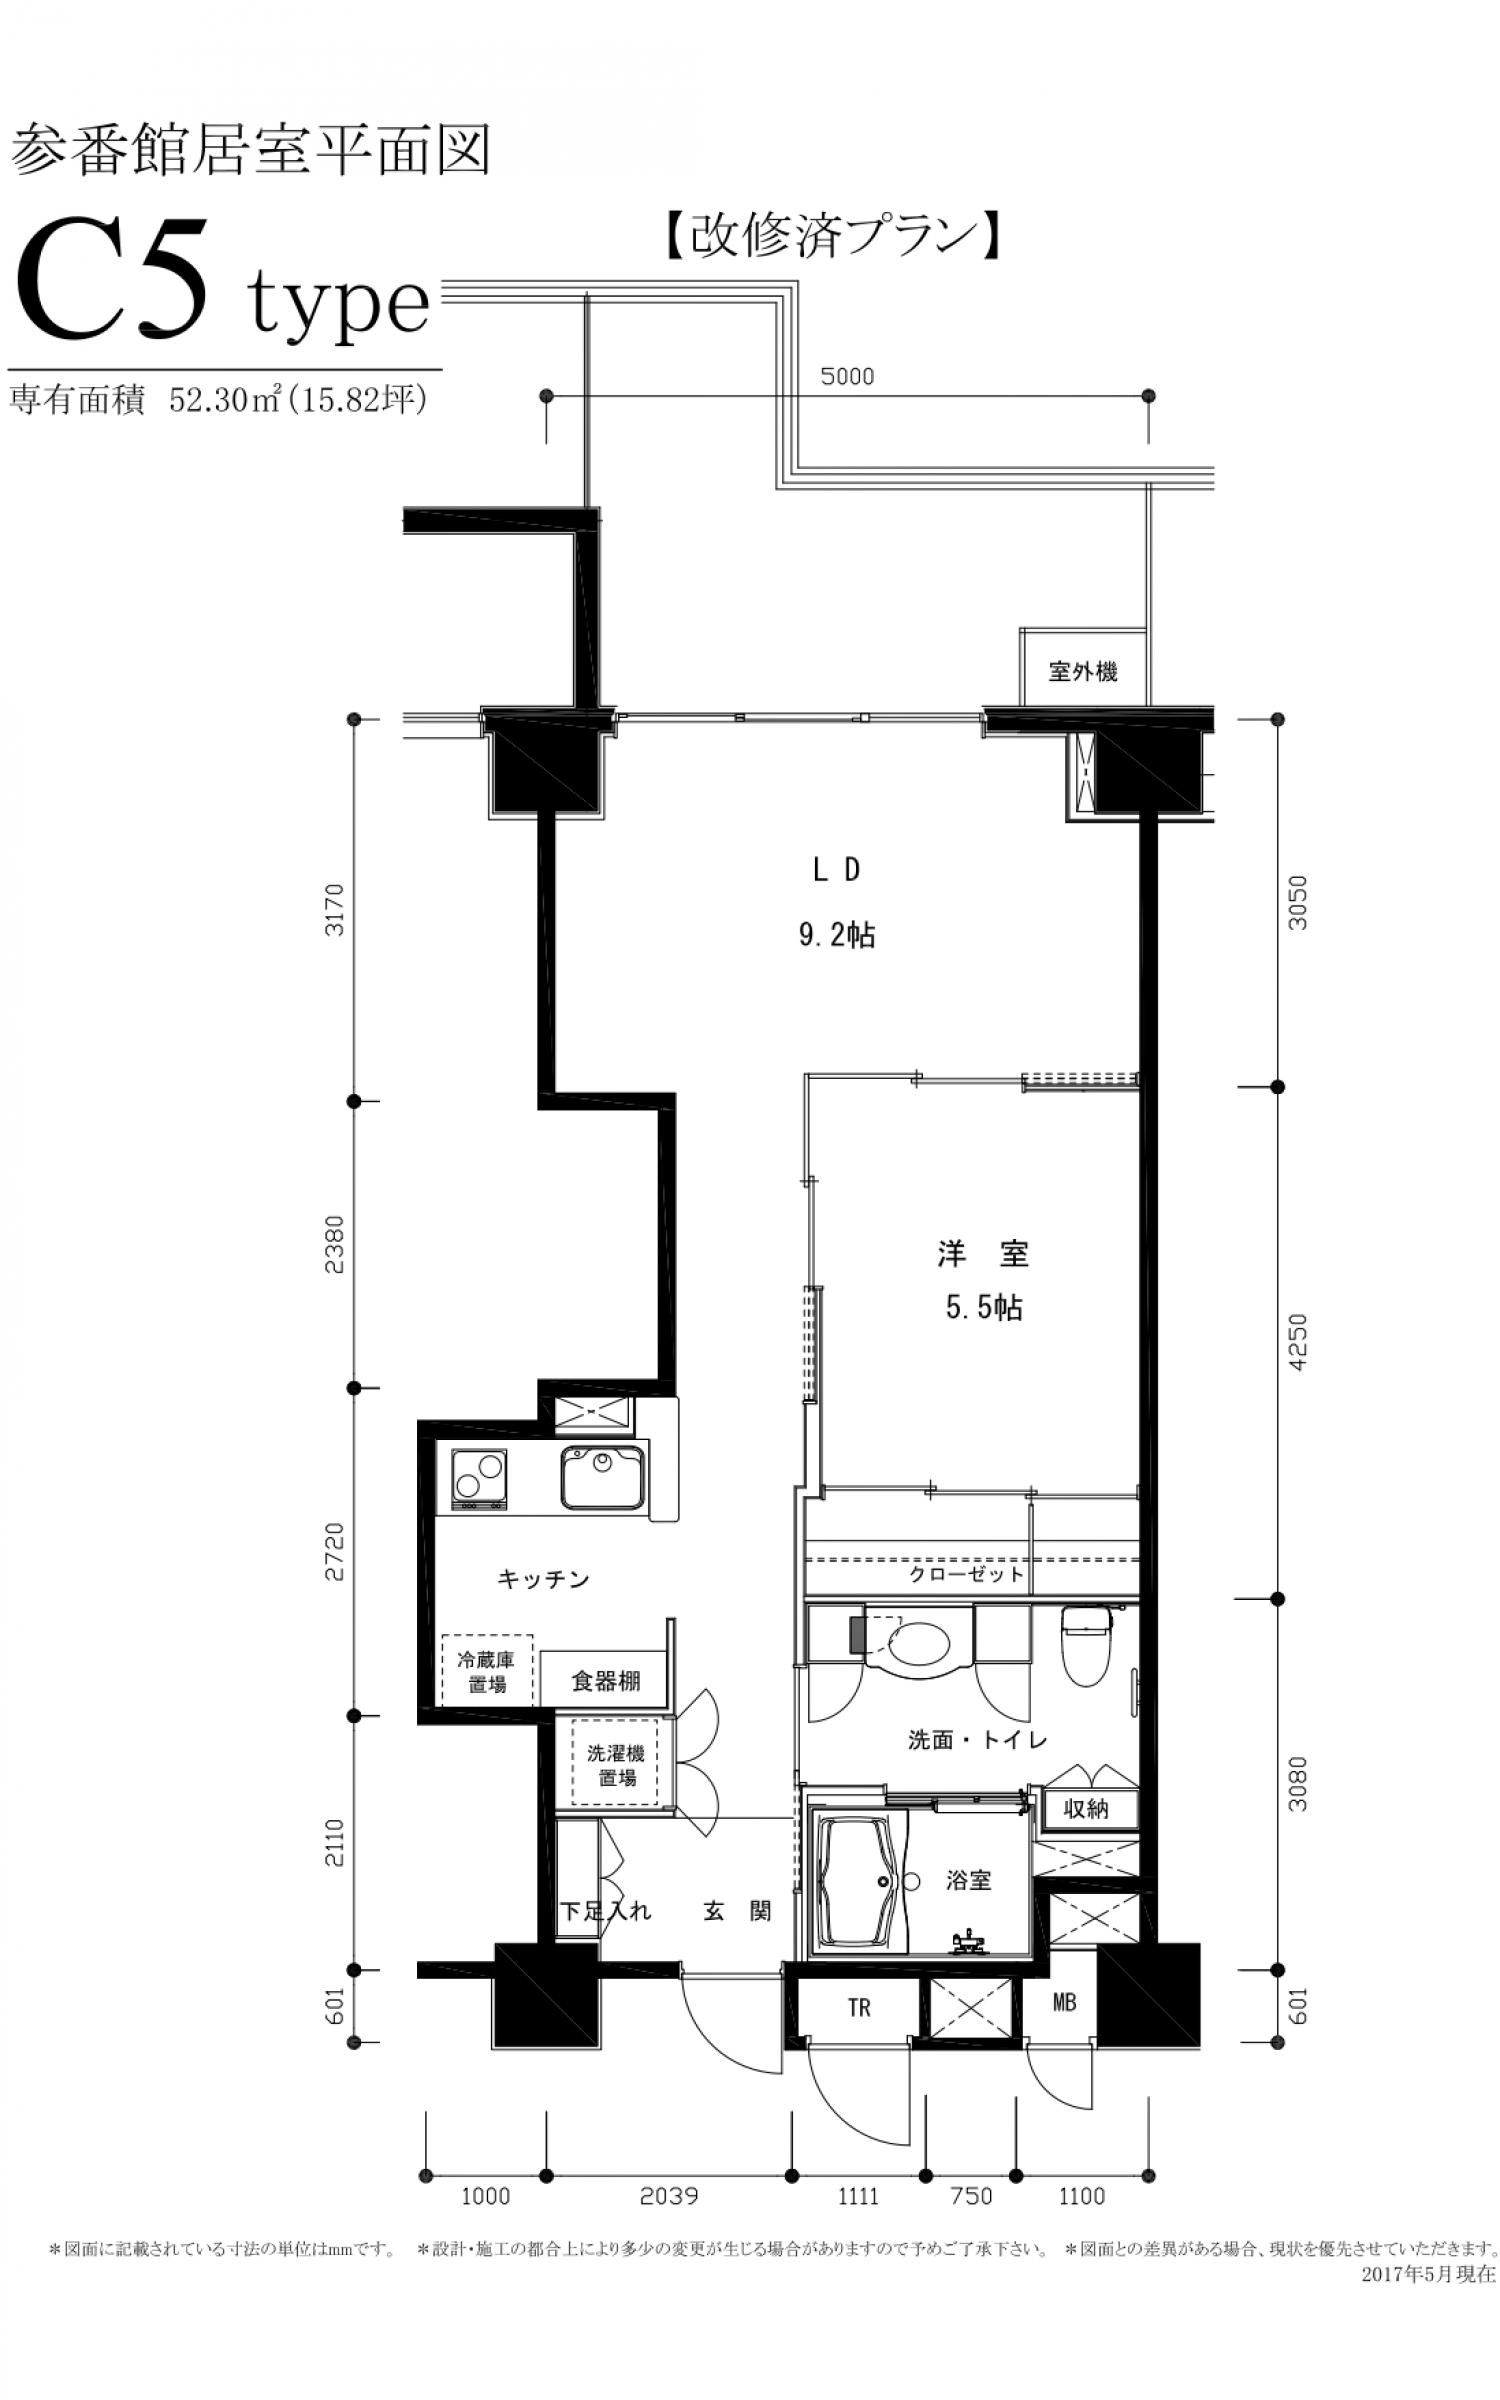 参番館居室平面図
C5 type
【改修済プラン】
専有面積 52.30㎡(15.82坪)
5000
室外機
3170
3050
LD
9.2帖
2380
洋 室
5.5帖
4250
2720
キッチン
クローゼット
冷蔵庫
置場
食器棚
洗濯機
置場
洗面・トイレ
収納
3080
2110
下足入れ
玄 関
浴室
601
TR
MB
601
1000
2039
1111
750
1100
＊図面に記載されている寸法の単位はmmです。 ＊設計・施工の都合上により多少の変更が生じる場合がありますので予めご了承下さい。 ＊図面との差異がある場合、現状を優先させていただきます。
2017年5月現在